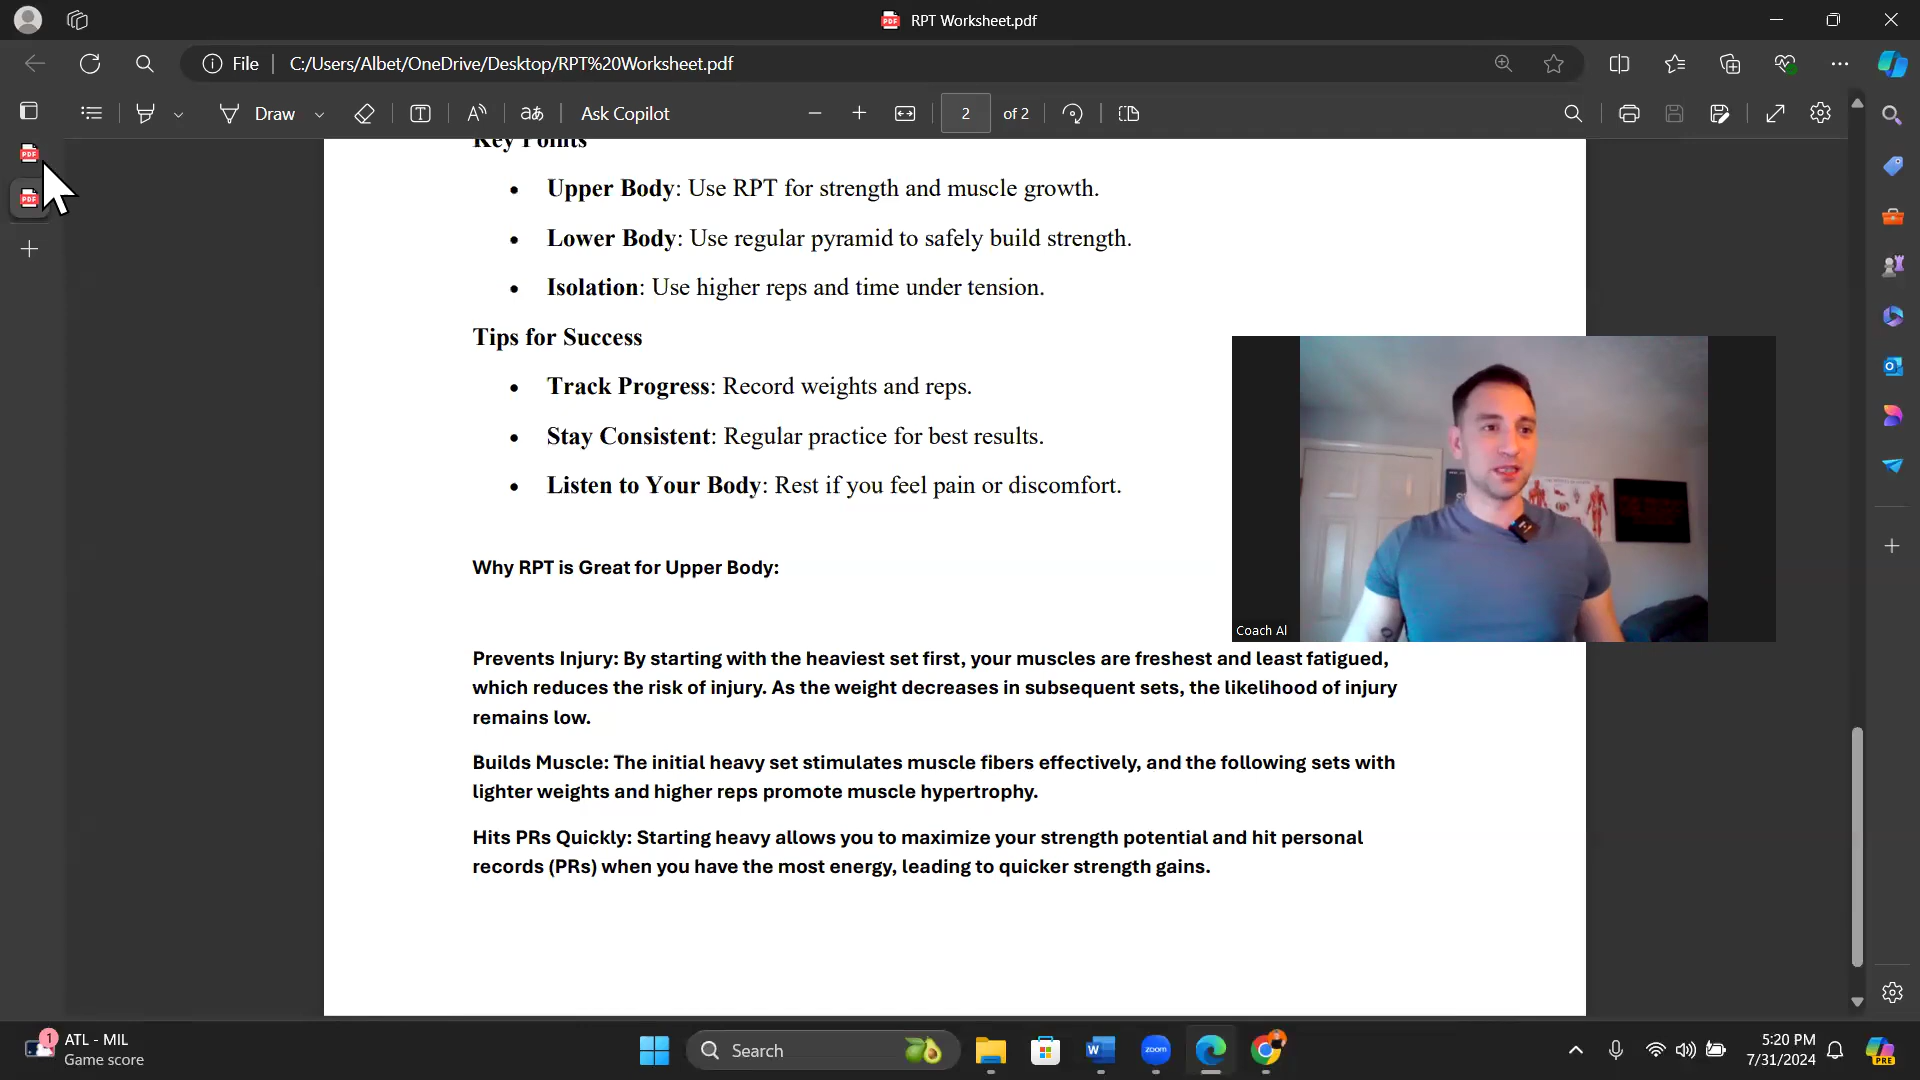 RPT Worksheet.pdf
File
C:/Users/Albet/OneDrive/Desktop/RPT%20Worksheet.pdf
Draw
aあ
Ask Copilot
2 of 2
Key Points
• Upper Body: Use RPT for strength and muscle growth.
• Lower Body: Use regular pyramid to safely build strength.
• Isolation: Use higher reps and time under tension.
Tips for Success
• Track Progress: Record weights and reps.
• Stay Consistent: Regular practice for best results.
• Listen to Your Body: Rest if you feel pain or discomfort.
Why RPT is Great for Upper Body:
Coach Al
Prevents Injury: By starting with the heaviest set first, your muscles are freshest and least fatigued,
which reduces the risk of injury. As the weight decreases in subsequent sets, the likelihood of injury
remains low.
Builds Muscle: The initial heavy set stimulates muscle fibers effectively, and the following sets with
lighter weights and higher reps promote muscle hypertrophy.
Hits PRs Quickly: Starting heavy allows you to maximize your strength potential and hit personal
records (PRs) when you have the most energy, leading to quicker strength gains.
1
ATL - MIL
Game score
Search
zoom
5:20 PM
7/31/2024
PRE